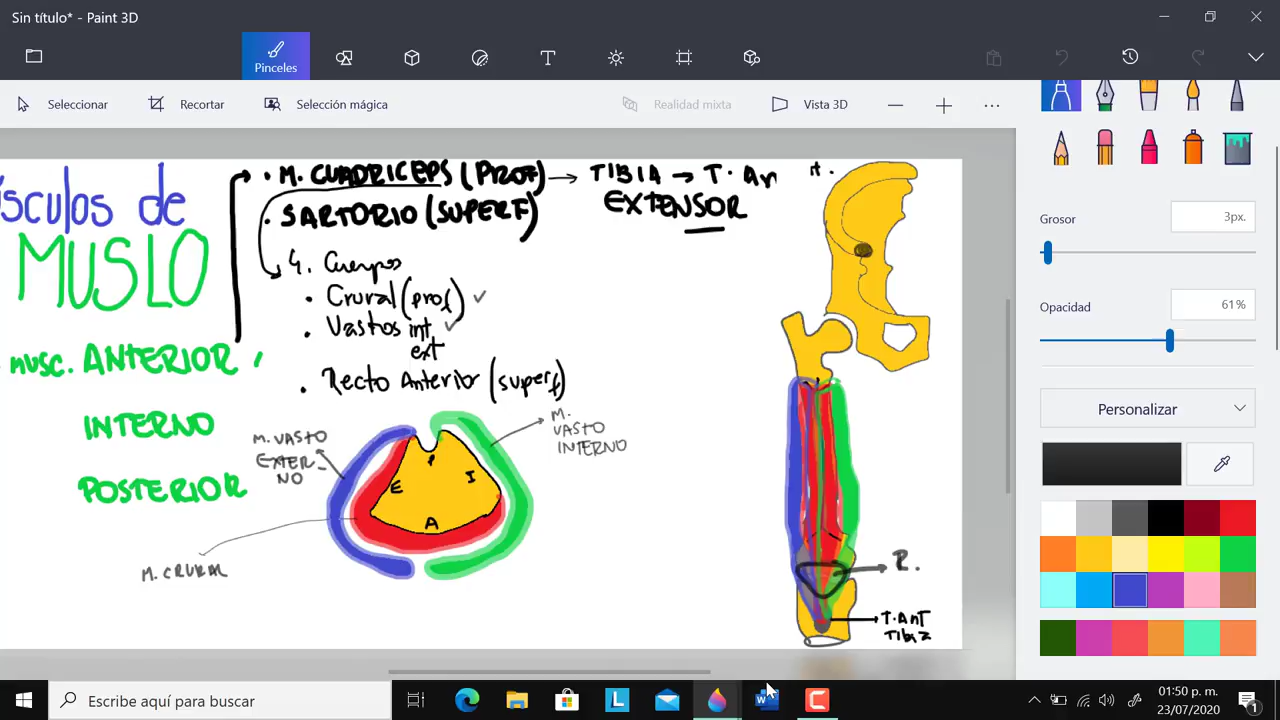 Sin título* - Paint 3D
Pinceles
Seleccionar
Recortar
Selección mágica
Realidad mixta
Vista 3D
Grosor
3px.
Opacidad
61%
Personalizar
músculos de
MUSLO
musc. ANTERIOR
INTERNO
POSTERIOR
• M. CUADRICEPS (PROF) → TIBIA → T. An
• SARTORIO (SUPERF)
EXTENSOR
4. Cuerpos
• Crural (prof) ✓
• Vastos int ✓
ext
• Recto Anterior (superf)
M. VASTO
EXTER-
NO
M.
VASTO
INTERNO
P
E
I
A
M. CRURAL
R.
T. Ant
Escribe aquí para buscar
01:50 p. m.
23/07/2020